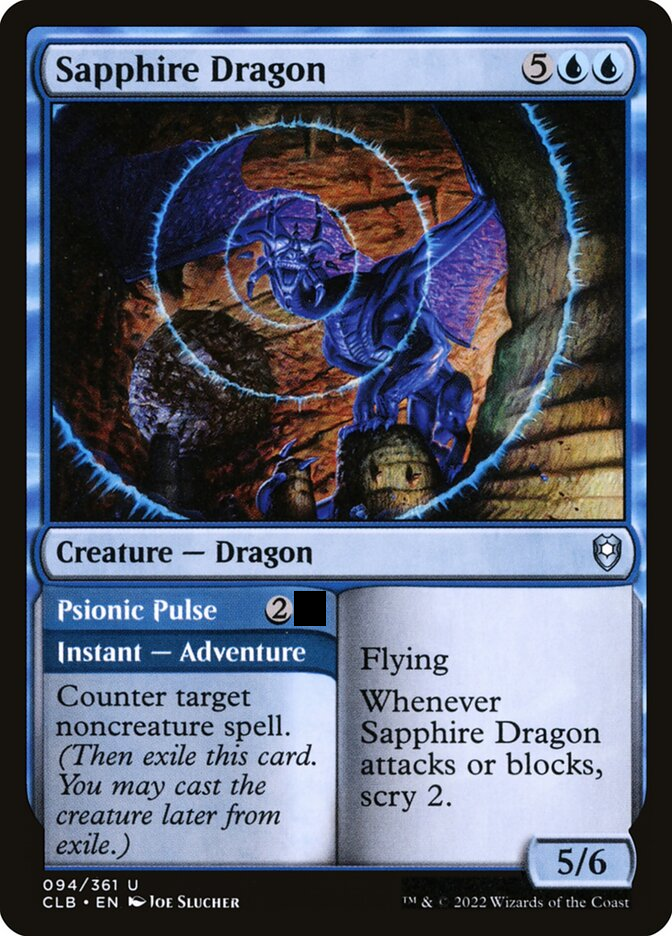 Sapphire Dragon 5
Creature — Dragon
Psionic Pulse 2
Instant — Adventure
Counter target
noncreature spell.
(Then exile this card.
You may cast the
creature later from
exile.)
Flying
Whenever
Sapphire Dragon
attacks or blocks,
scry 2.
5/6
094/361 U
CLB • EN Joe Slucher
™ & © 2022 Wizards of the Coast